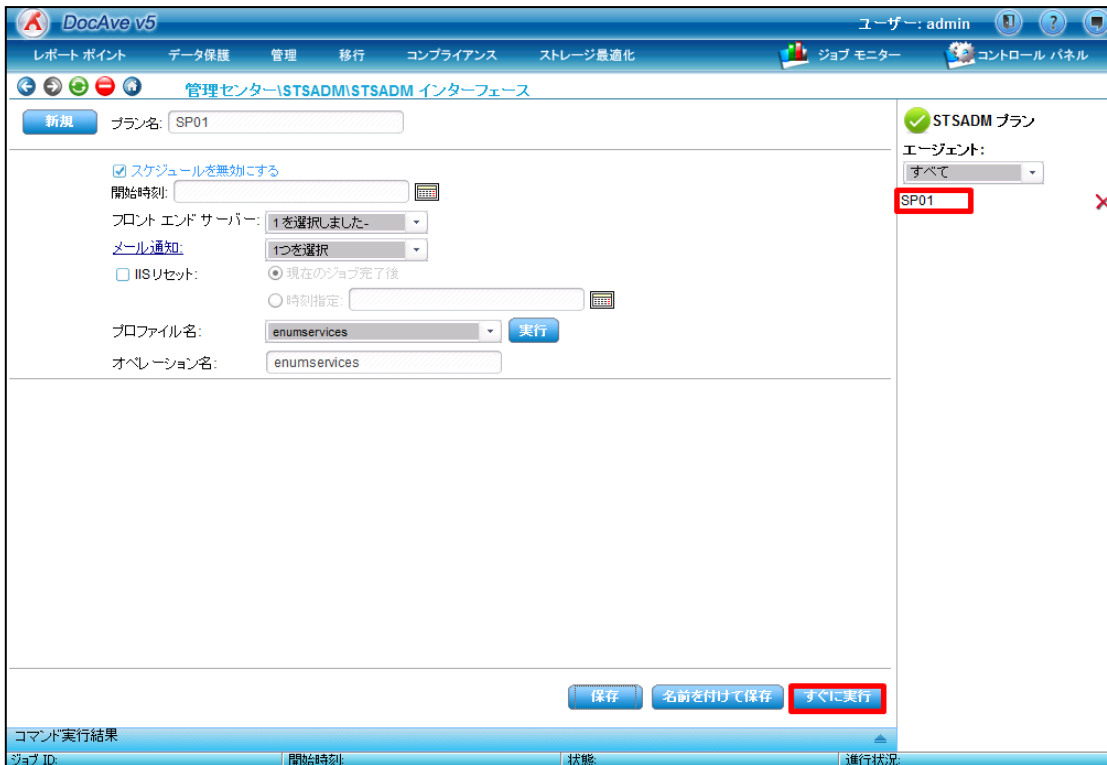 DocAve v5
ユーザー: admin
レポート ポイント データ保護 管理 移行 コンプライアンス ストレージ最適化 ジョブ モニター コントロール パネル
管理センター\STSADM\STSADM インターフェース
新規 プラン名: SP01
スケジュールを無効にする
開始時刻:
フロント エンド サーバー: 1 を選択しました-
メール通知: 1つを選択
IISリセット: 現在のジョブ完了後
時刻指定:
プロファイル名: enumservices 実行
オペレーション名: enumservices
保存 名前を付けて保存 すぐに実行
コマンド実行結果
ジョブ ID: 開始時刻: 状態: 進行状況:
STSADM プラン
エージェント:
すべて
SP01